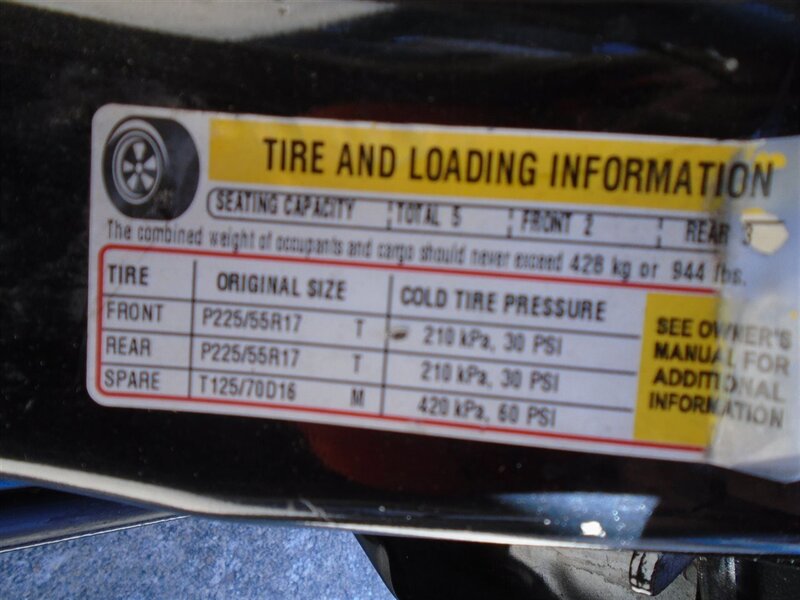 TIRE AND LOADING INFORMATION
SEATING CAPACITY TOTAL 5 FRONT 2 REAR 3
The combined weight of occupants and cargo should never exceed 428 kg or 944 lbs.
TIRE ORIGINAL SIZE COLD TIRE PRESSURE
FRONT P225/55R17 T 210 kPa, 30 PSI
REAR P225/55R17 T 210 kPa, 30 PSI
SPARE T125/70D16 M 420 kPa, 60 PSI
SEE OWNER'S
MANUAL FOR
ADDITIONAL
INFORMATION